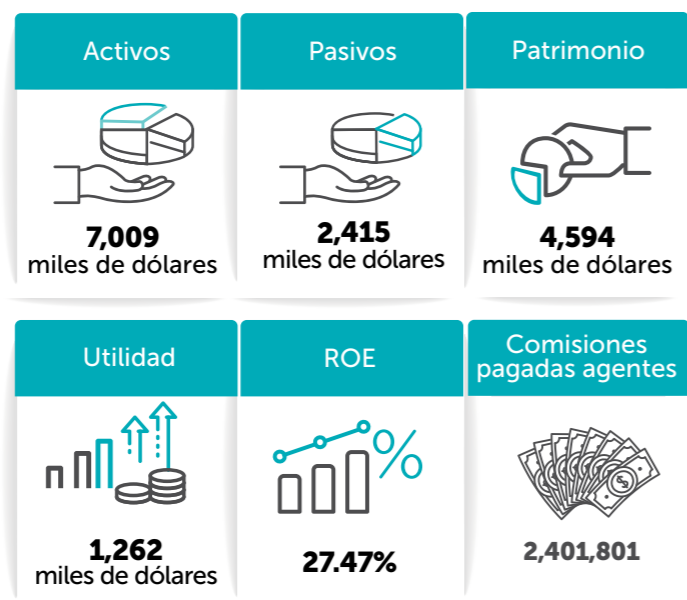 Activos
7,009
miles de dólares
Pasivos
2,415
miles de dólares
Patrimonio
4,594
miles de dólares
Utilidad
1,262
miles de dólares
ROE
%
27.47%
Comisiones
pagadas agentes
$
2,401,801